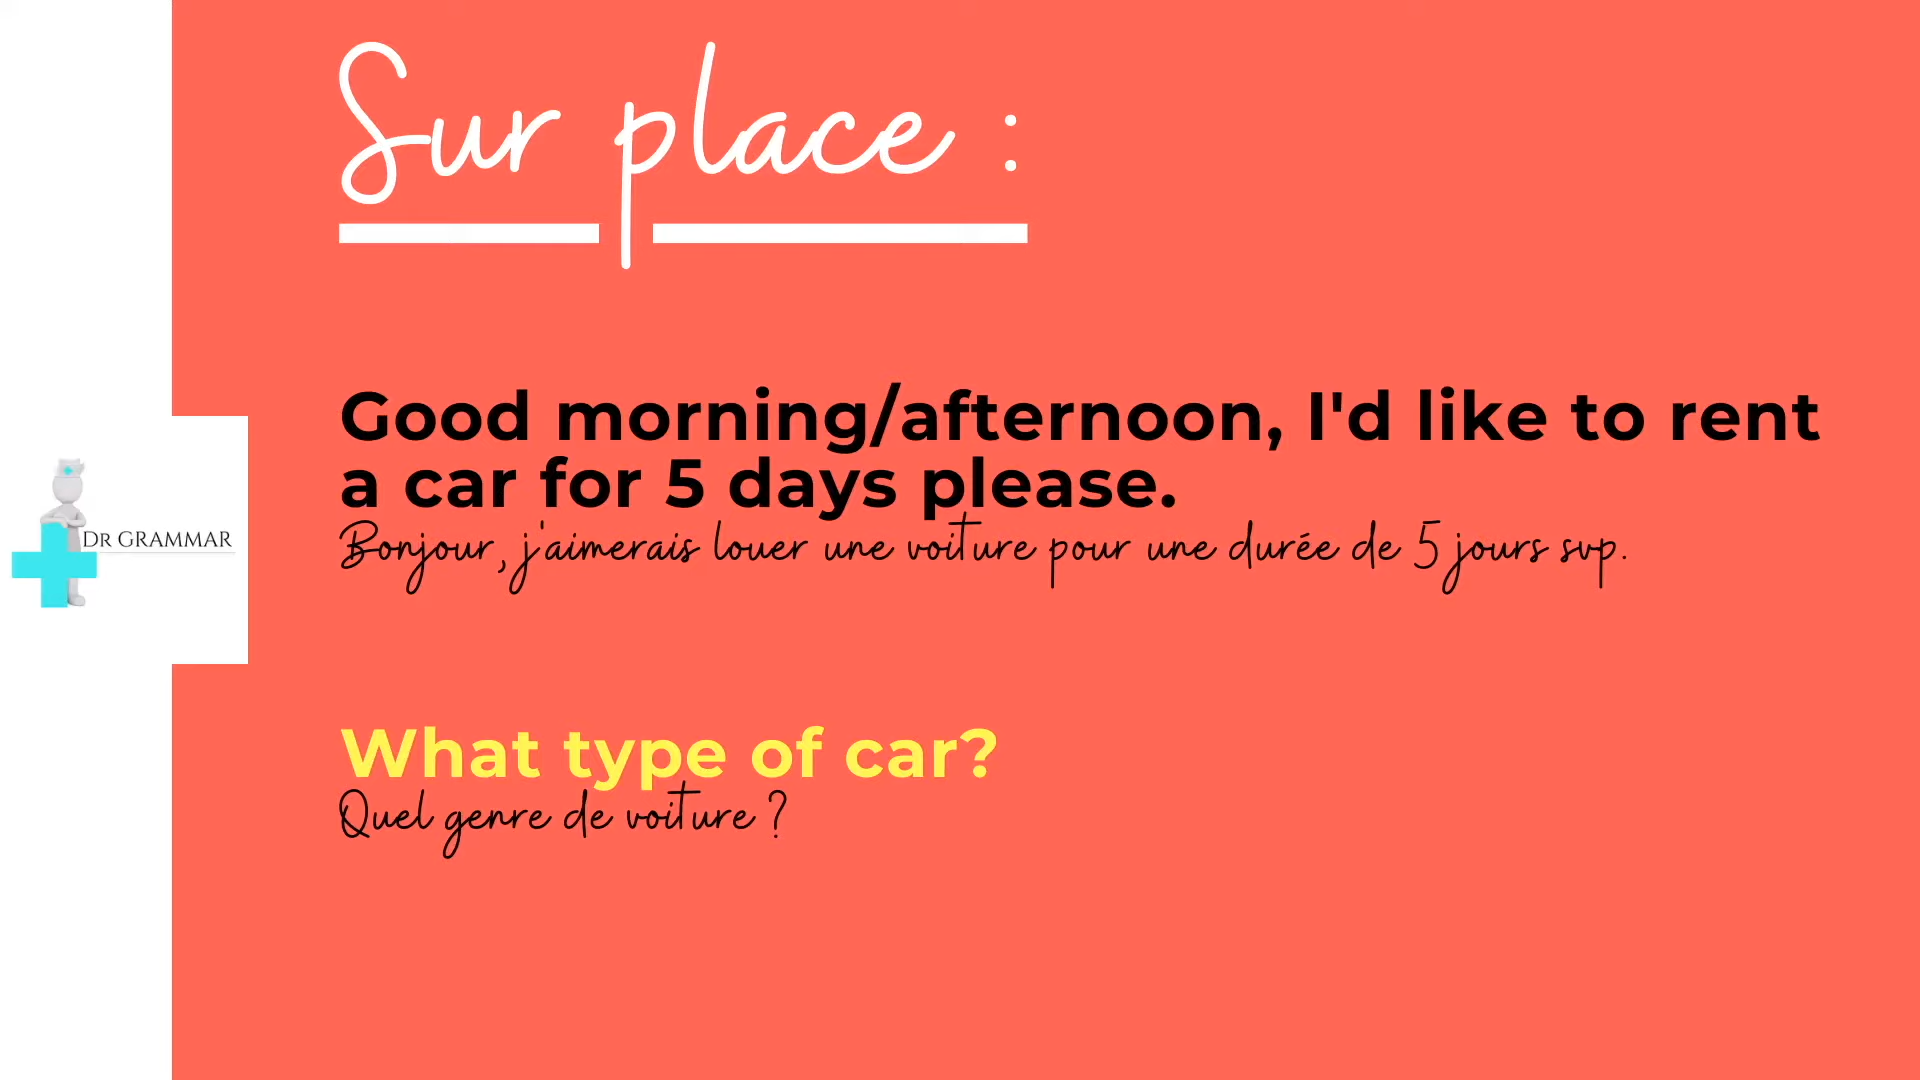 Sur place :
Good morning/afternoon, I'd like to rent
a car for 5 days please.
Bonjour, j'aimerais louer une voiture pour une durée de 5 jours svp.
DR GRAMMAR
What type of car?
Quel genre de voiture ?